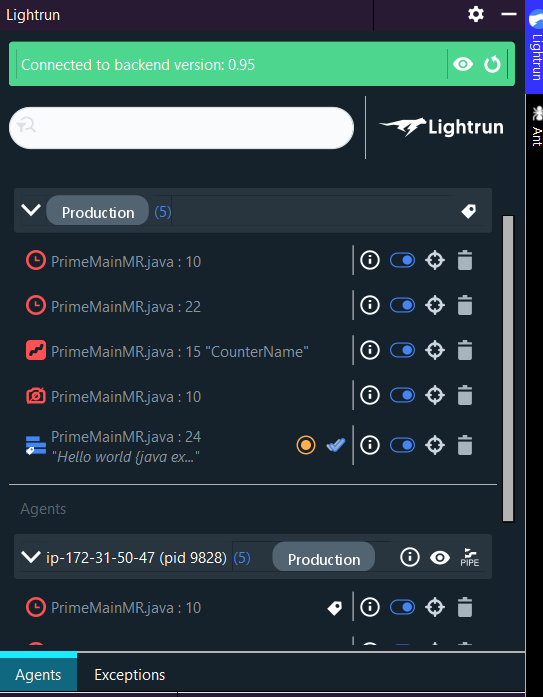 Lightrun
Connected to backend version: 0.95
Lightrun
Production (5)
PrimeMainMR.java : 10
PrimeMainMR.java : 22
PrimeMainMR.java : 15 "CounterName"
PrimeMainMR.java : 10
PrimeMainMR.java : 24
"Hello world {java ex..."
Agents
ip-172-31-50-47 (pid 9828) (5) Production PIPE
PrimeMainMR.java : 10
Agents Exceptions
Lightrun
Ant